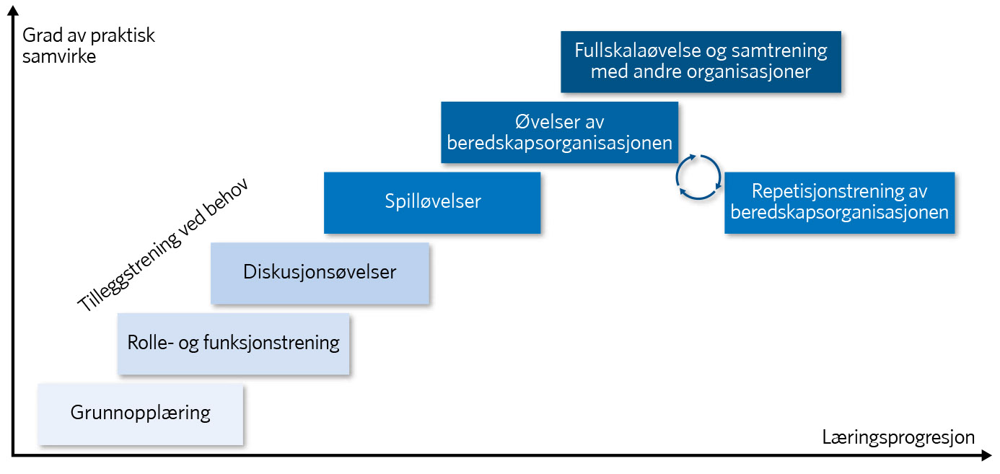 Grad av praktisk
samvirke
Fullskalaøvelse og samtrening
med andre organisasjoner
Øvelser av
beredskapsorganisasjonen
Repetisjonstrening av
beredskapsorganisasjonen
Spilløvelser
Tilleggstrening ved behov
Diskusjonsøvelser
Rolle- og funksjonstrening
Grunnopplæring
Læringsprogresjon